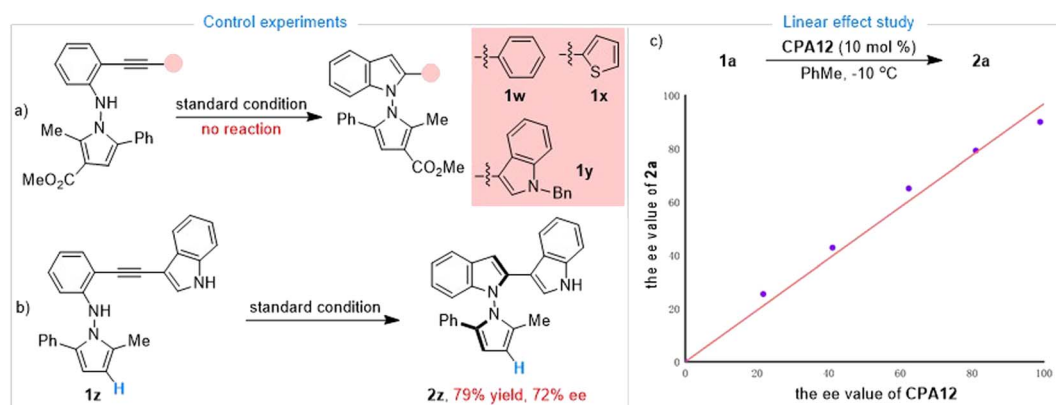 Control experiments
Linear effect study
a)
NH
N
Me
Ph
MeO₂C
standard condition
no reaction
N
N
Ph
Me
CO₂Me
1w
S
1x
N
Bn
1y
b)
NH
N
Ph
Me
H
NH
1z
standard condition
N
N
NH
Ph
Me
H
2z, 79% yield, 72% ee
c)
1a
CPA12 (10 mol %)
PhMe, -10 °C
2a
the ee value of 2a
100
80
60
40
20
0
0
20
40
60
80
100
the ee value of CPA12